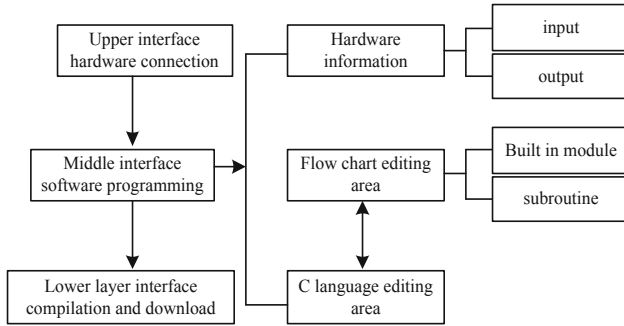 Upper interface
hardware connection
Hardware
information
input
output
Middle interface
software programming
Flow chart editing
area
Built in module
subroutine
Lower layer interface
compilation and download
C language editing
area